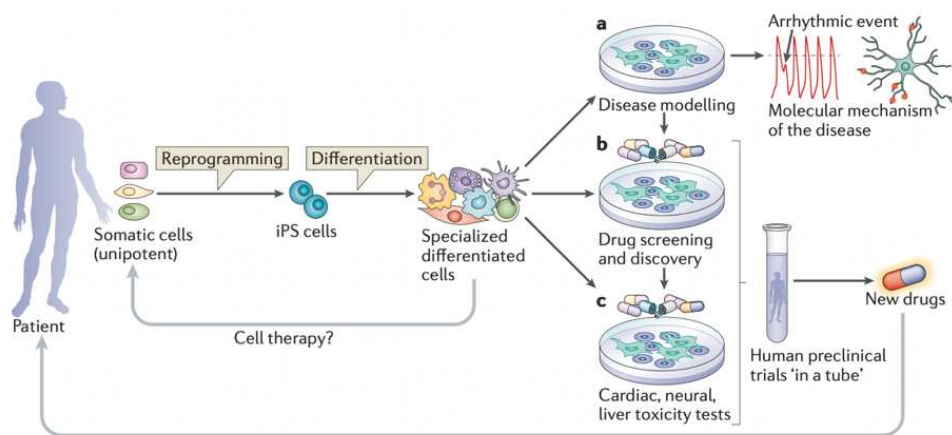 a
Arrhythmic event
Disease modelling
Molecular mechanism
of the disease
Reprogramming
Differentiation
b
Somatic cells
(unipotent)
iPS cells
Specialized
differentiated
cells
Drug screening
and discovery
c
Patient
Cell therapy?
New drugs
Human preclinical
trials 'in a tube'
Cardiac, neural,
liver toxicity tests